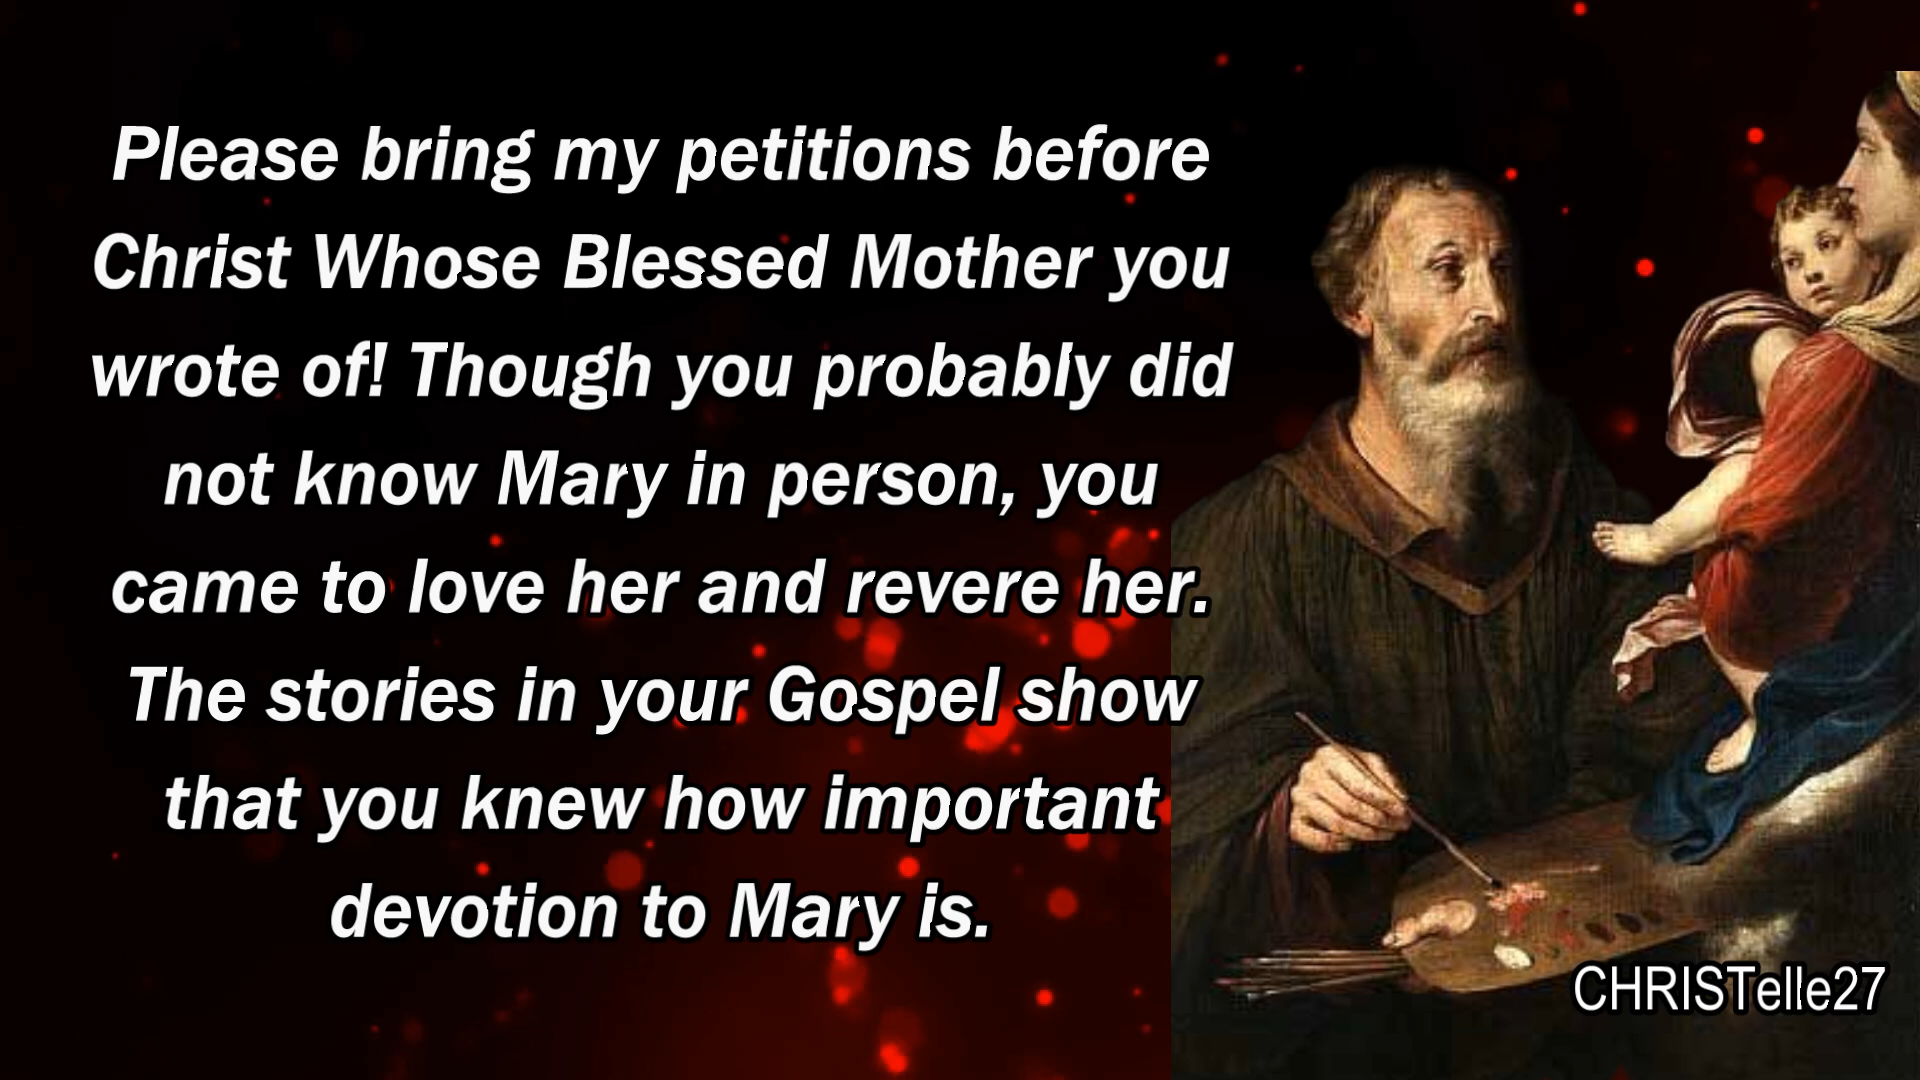 Please bring my petitions before
Christ Whose Blessed Mother you
wrote of! Though you probably did
not know Mary in person, you
came to love her and revere her.
The stories in your Gospel show
that you knew how important
devotion to Mary is.
CHRISTelle27